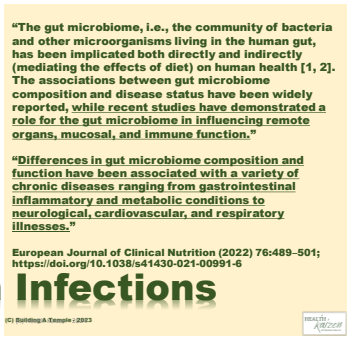 “The gut microbiome, i.e., the community of bacteria
and other microorganisms living in the human gut,
has been implicated both directly and indirectly
(mediating the effects of diet) on human health [1, 2].
The associations between gut microbiome
composition and disease status have been widely
reported, while recent studies have demonstrated a
role for the gut microbiome in influencing remote
organs, mucosal, and immune function.”
“Differences in gut microbiome composition and
function have been associated with a variety of
chronic diseases ranging from gastrointestinal
inflammatory and metabolic conditions to
neurological, cardiovascular, and respiratory
illnesses.”
European Journal of Clinical Nutrition (2022) 76:489–501;
https://doi.org/10.1038/s41430-021-00991-6
Infections
(C) Building A Temple - 2023
HEALTH -
Kaizen